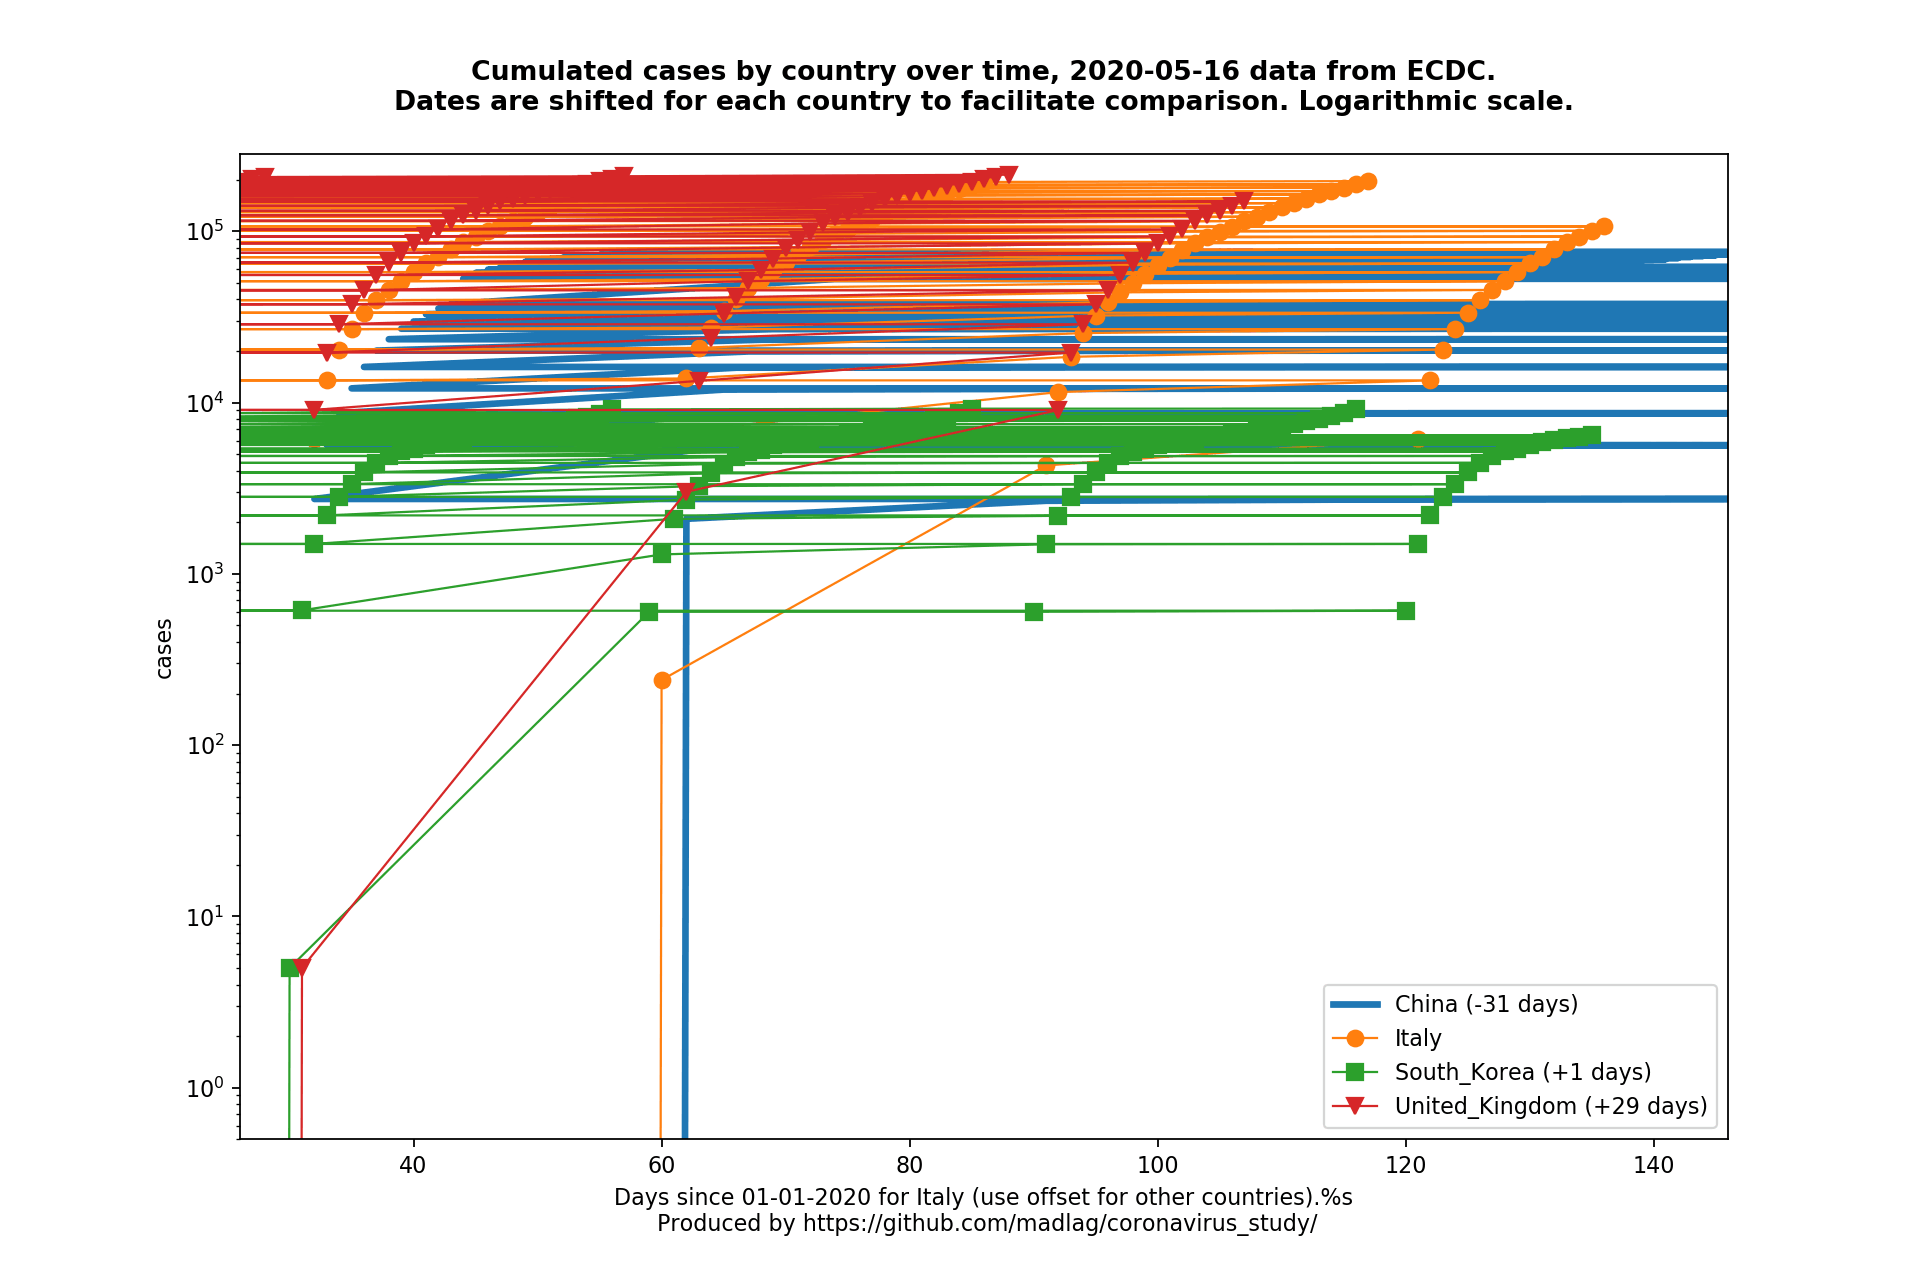 Cumulated cases by country over time, 2020-05-16 data from ECDC.
Dates are shifted for each country to facilitate comparison. Logarithmic scale.
cases
10^5
10^4
10^3
10^2
10^1
10^0
China (-31 days)
Italy
South_Korea (+1 days)
United_Kingdom (+29 days)
40 60 80 100 120 140
Days since 01-01-2020 for Italy (use offset for other countries).%s
Produced by https://github.com/madlag/coronavirus_study/